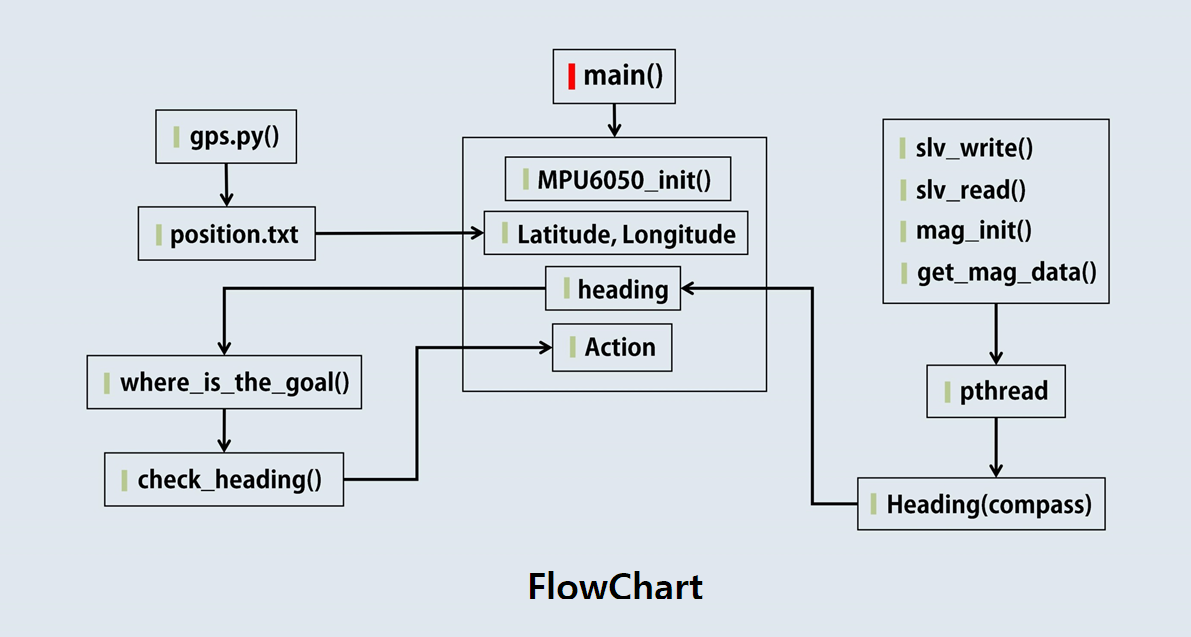 main()
gps.py()
position.txt
MPU6050_init()
Latitude, Longitude
heading
Action
where_is_the_goal()
check_heading()
slv_write()
slv_read()
mag_init()
get_mag_data()
pthread
Heading(compass)
FlowChart